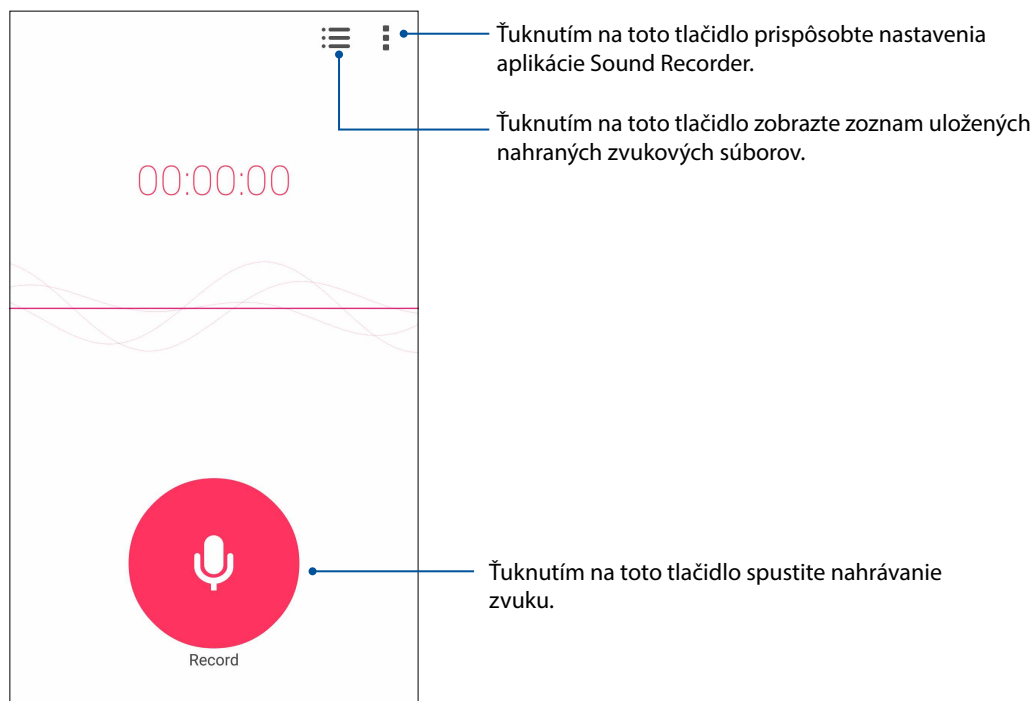 Ťuknutím na toto tlačidlo prispôsobte nastavenia
aplikácie Sound Recorder.
Ťuknutím na toto tlačidlo zobrazte zoznam uložených
nahraných zvukových súborov.
00:00:00
Ťuknutím na toto tlačidlo spustite nahrávanie
zvuku.
Record